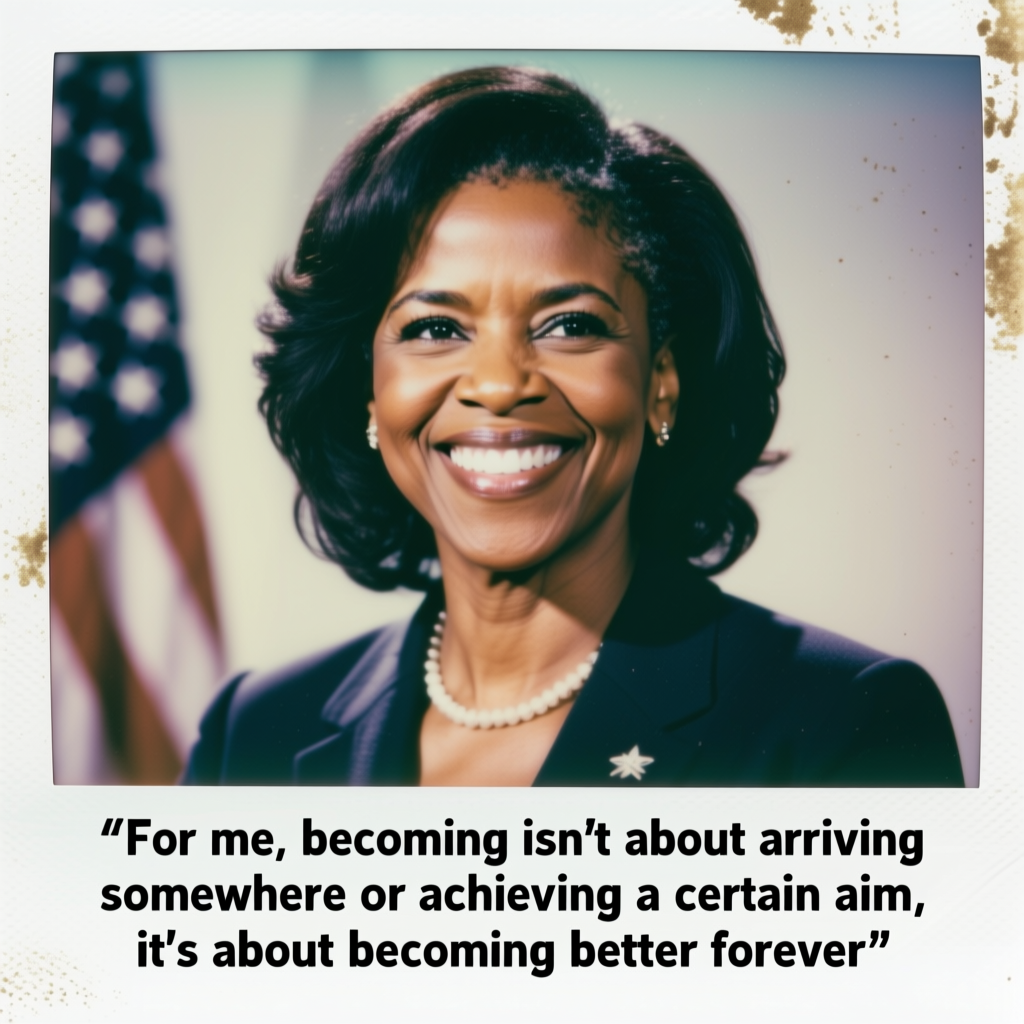 “For me, becoming isn’t about arriving
somewhere or achieving a certain aim,
it’s about becoming better forever”